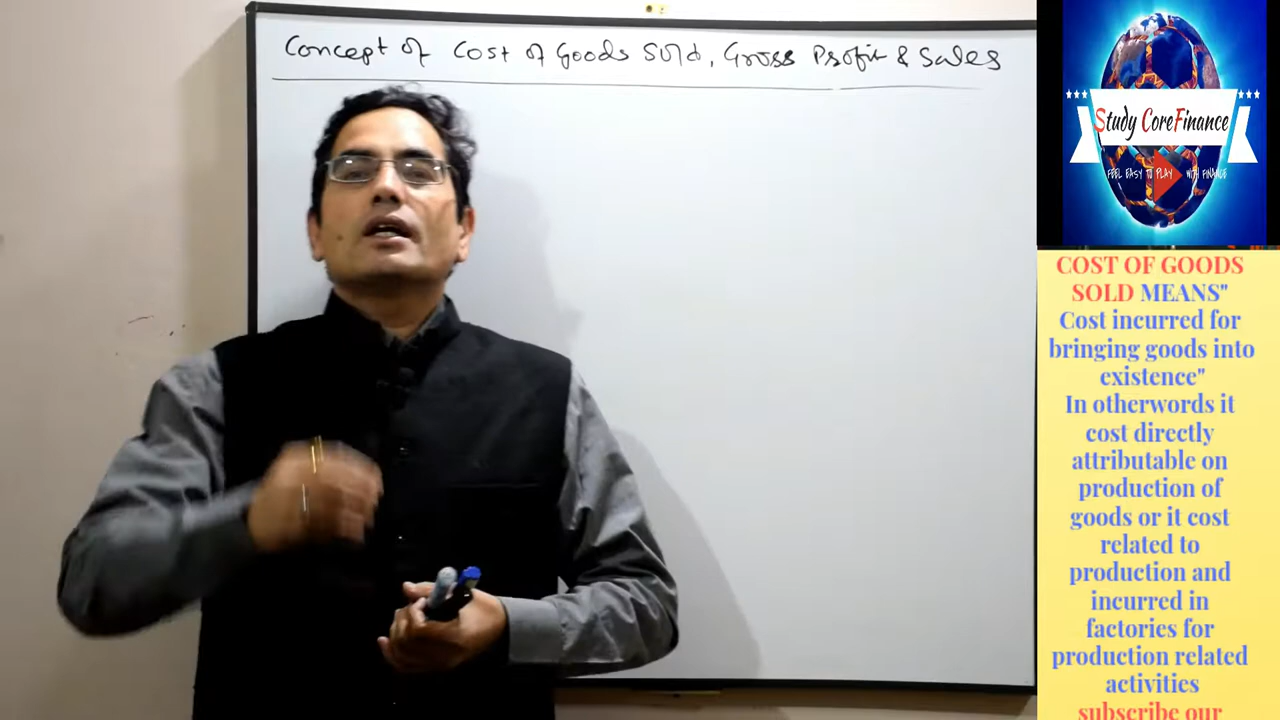 Concept of Cost of Goods Sold, Gross Profit & Sales
Study CoreFinance
FEEL EASY TO PLAY WITH FINANCE
COST OF GOODS
SOLD MEANS"
Cost incurred for
bringing goods into
existence"
In otherwords it
cost directly
attributable on
production of
goods or it cost
related to
production and
incurred in
factories for
production related
activities
subscribe our